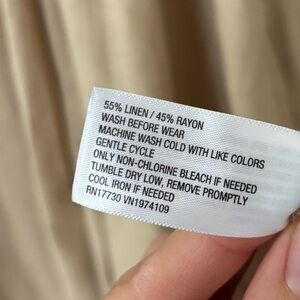 55% LINEN / 45% RAYON
WASH BEFORE WEAR
MACHINE WASH COLD WITH LIKE COLORS
GENTLE CYCLE
ONLY NON-CHLORINE BLEACH IF NEEDED
TUMBLE DRY LOW, REMOVE PROMPTLY
COOL IRON IF NEEDED
RN17730 VN1974109